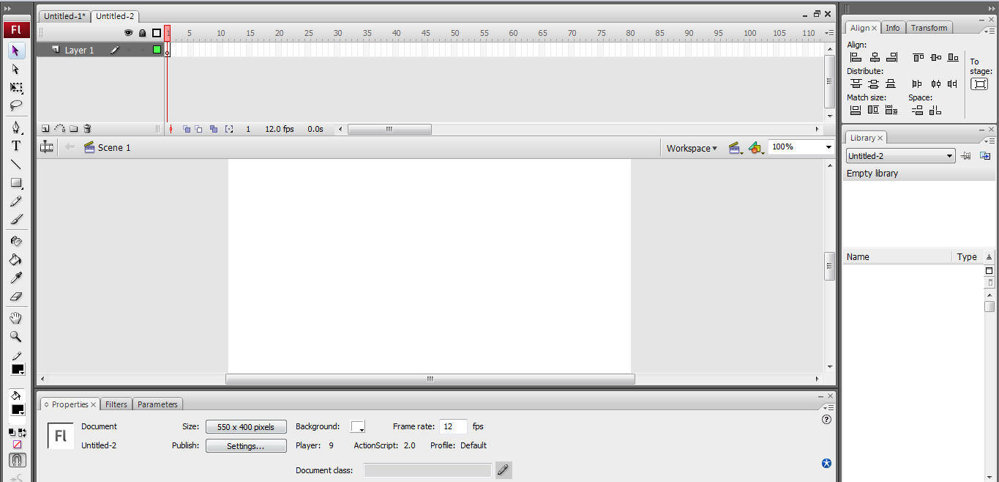 Untitled-1* Untitled-2
Fl
1 5 10 15 20 25 30 35 40 45 50 55 60 65 70 75 80 85 90 95 100 105 110
Layer 1
1 12.0 fps 0.0s
Scene 1 Workspace 100%
T
Properties Filters Parameters
Fl
Document Size: 550 x 400 pixels Background: Frame rate: 12 fps
Untitled-2 Publish: Settings... Player: 9 ActionScript: 2.0 Profile: Default
Document class:
?
Align Info Transform
Align:
To
stage:
Distribute:
Match size: Space:
Library
Untitled-2
Empty library
Name Type